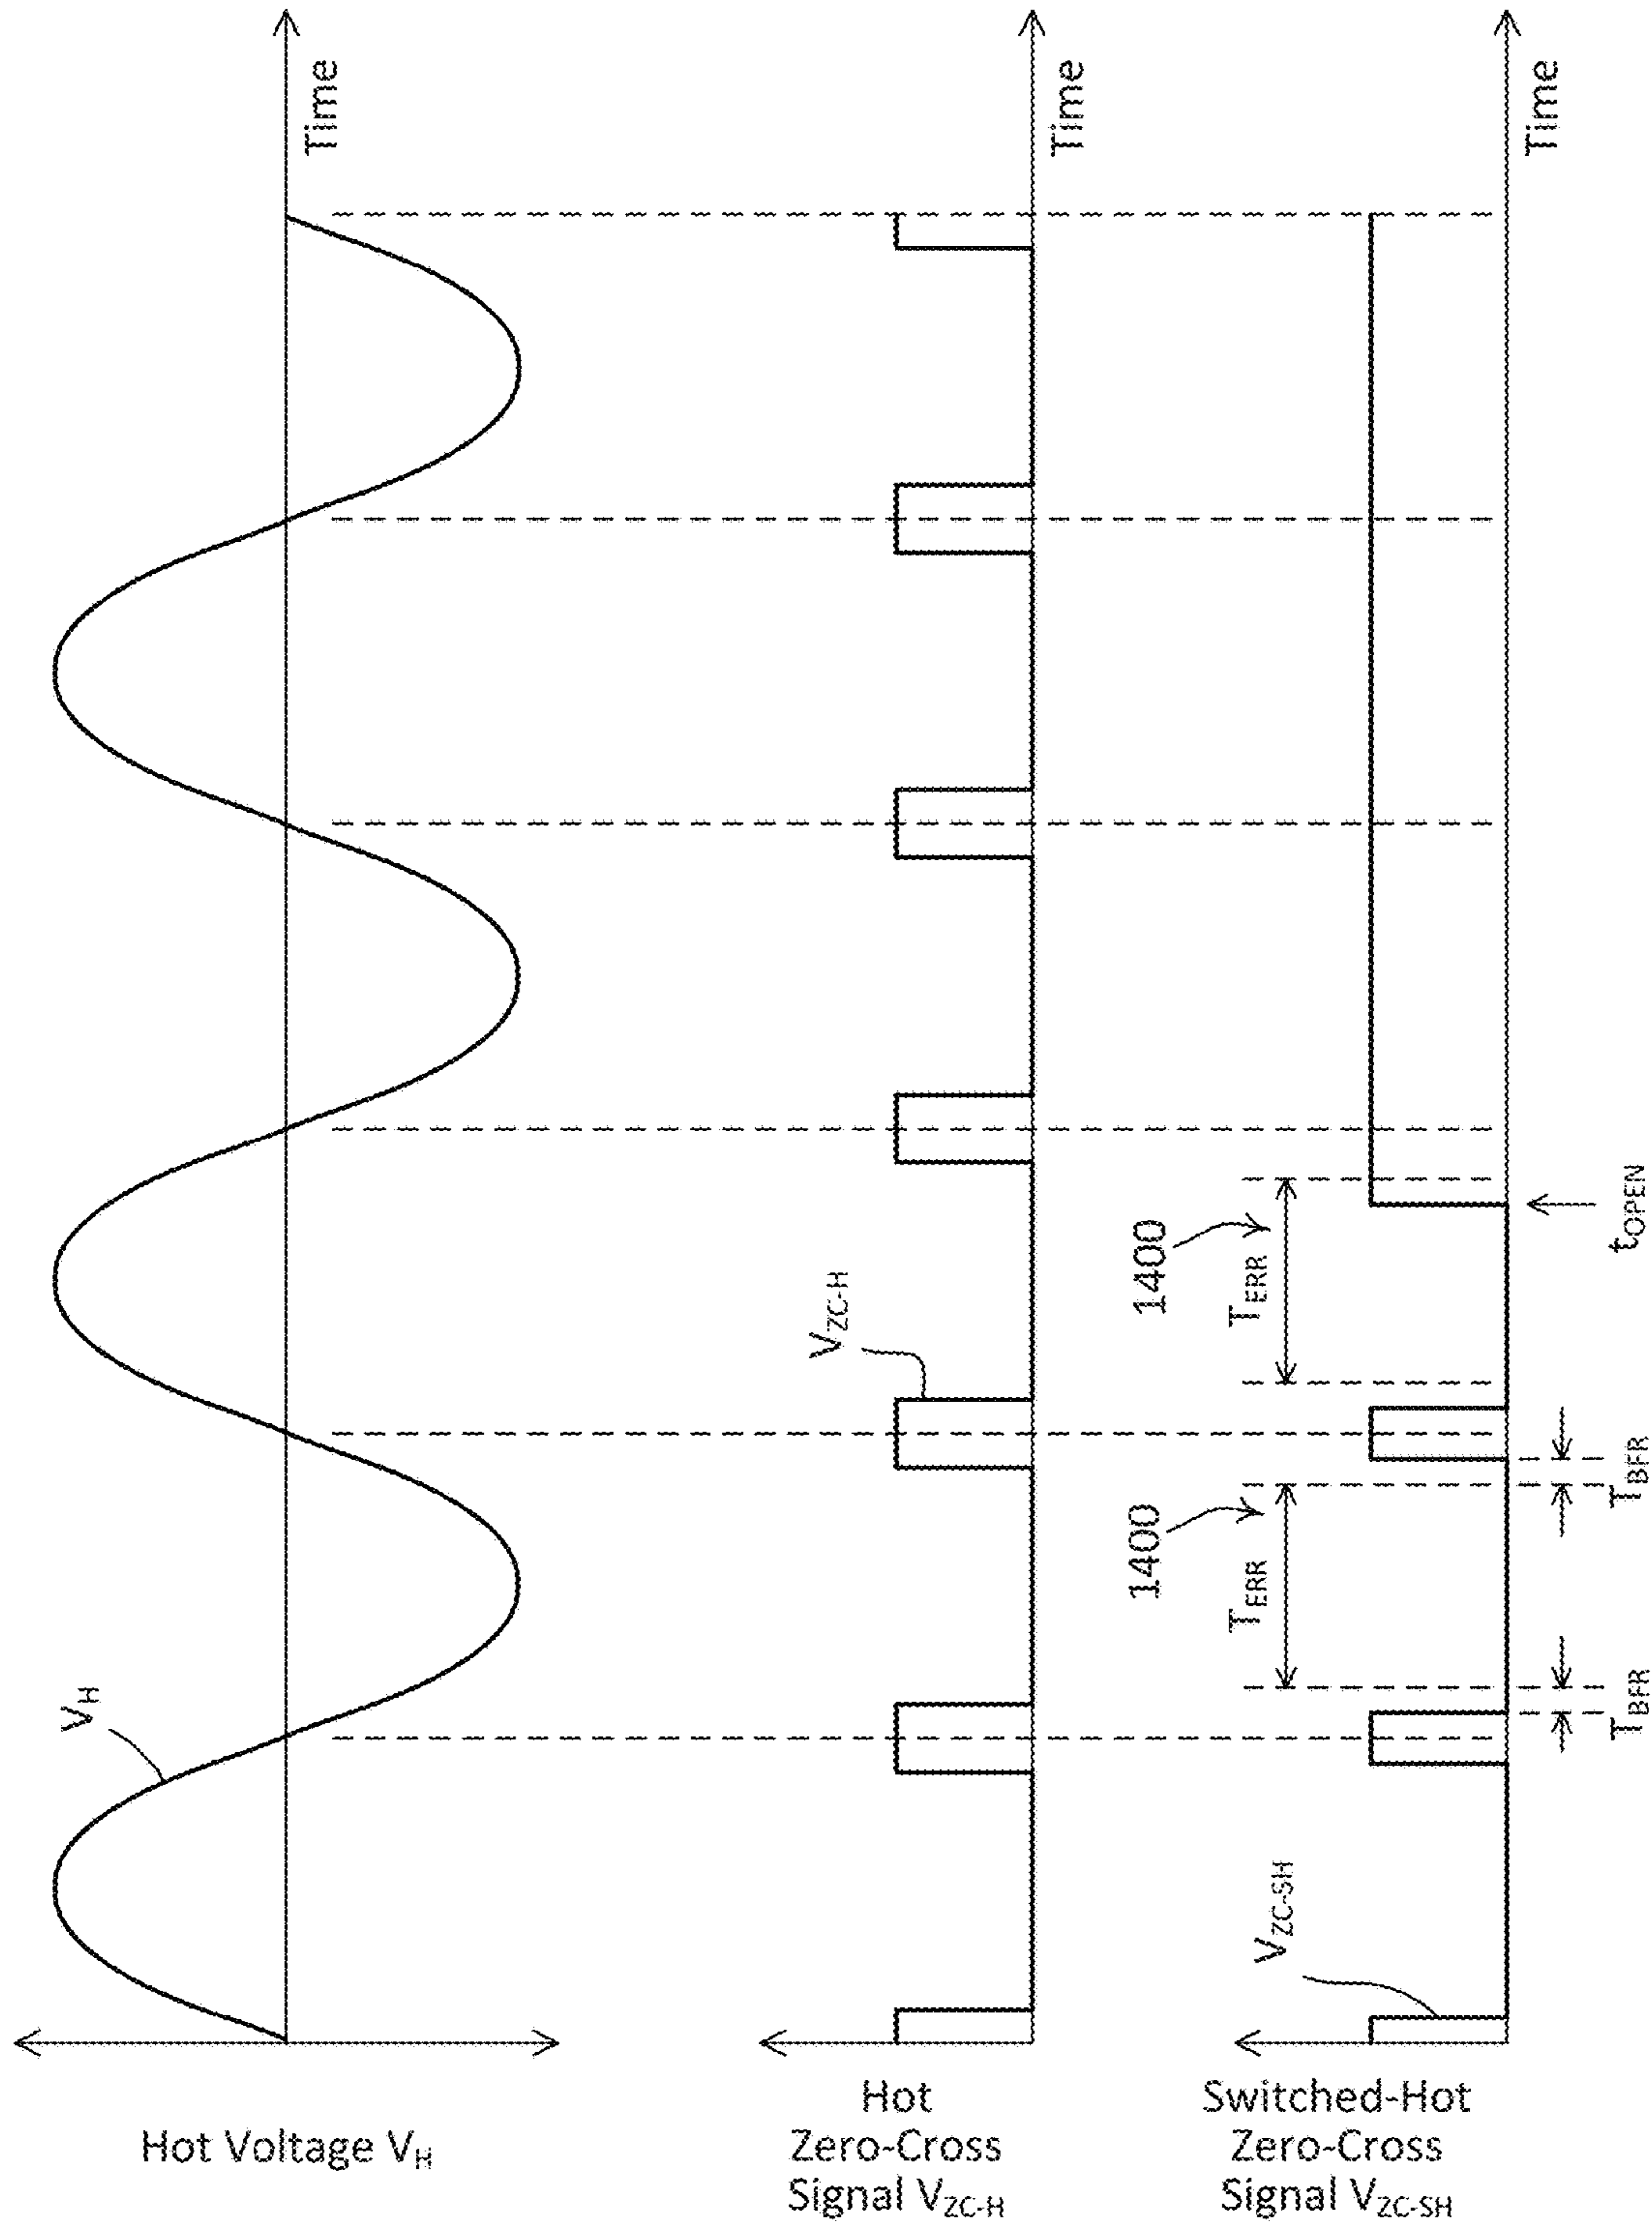 V_H
Time
Hot Voltage V_H
V_ZC-H
Time
Hot
Zero-Cross
Signal V_ZC-H
1400
1400
T_ERR
T_ERR
V_ZC-SH
Time
Switched-Hot
Zero-Cross
Signal V_ZC-SH
T_BFR
T_BFR
t_OPEN